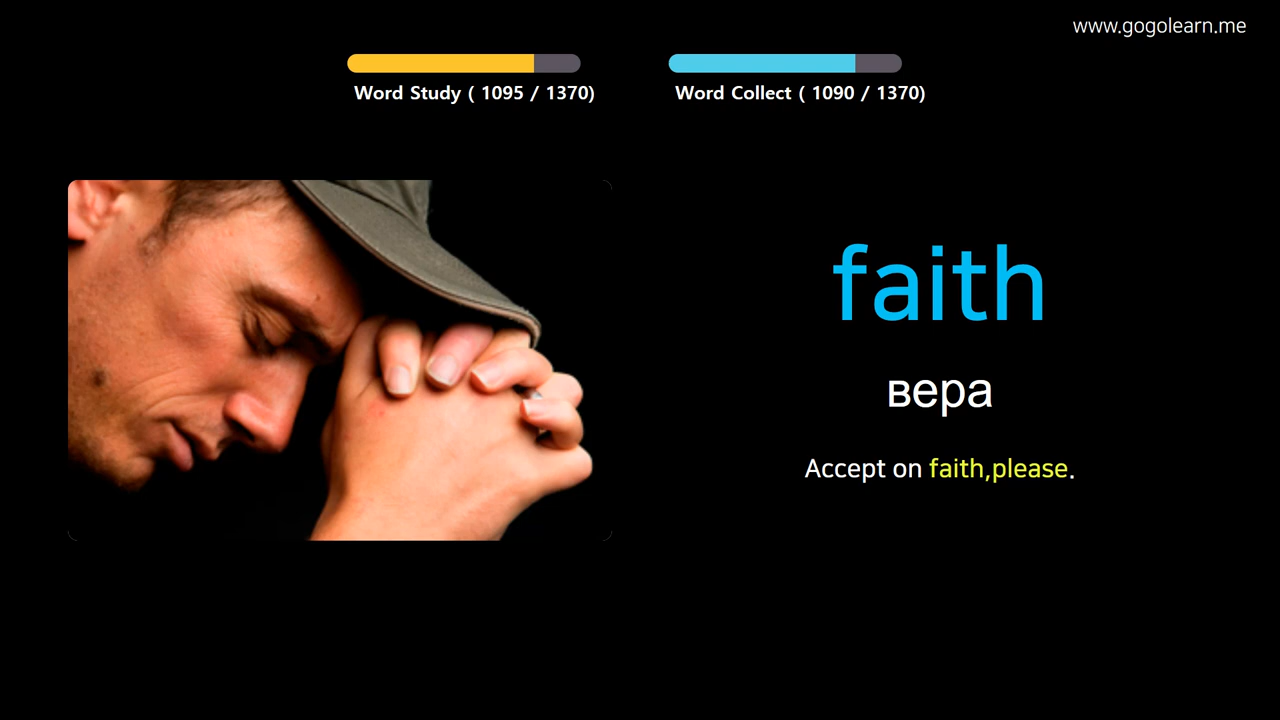 www.gogolearn.me
Word Study ( 1095 / 1370)
Word Collect ( 1090 / 1370)
faith
вера
Accept on faith,please.